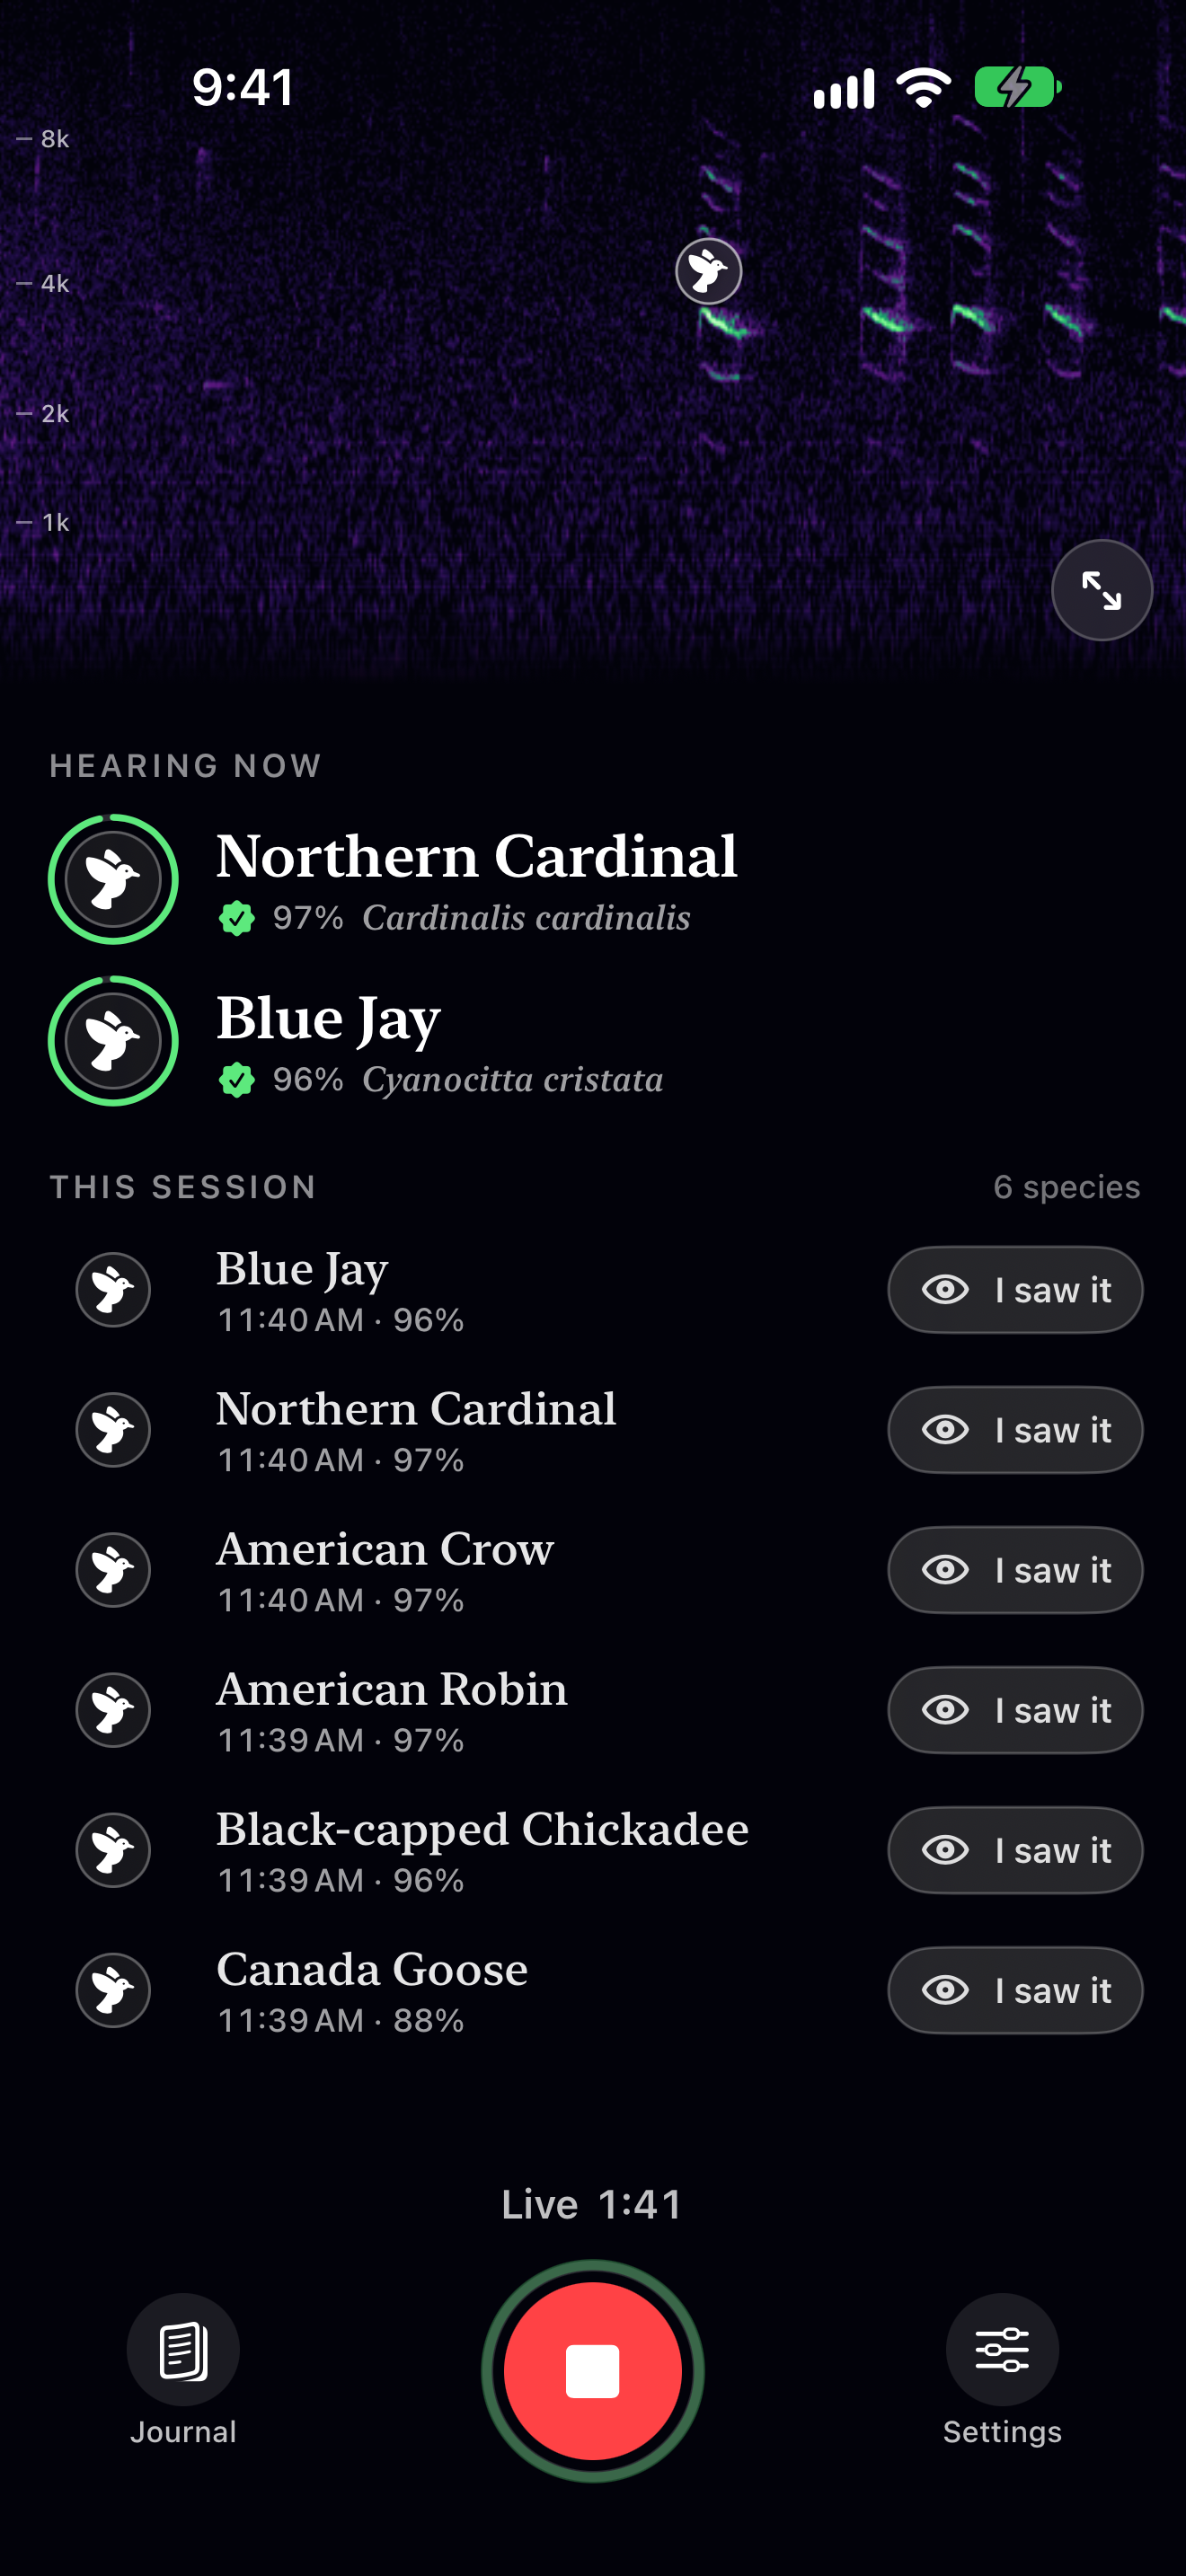 9:41
8k
4k
2k
1k
HEARING NOW
Northern Cardinal
97% Cardinalis cardinalis
Blue Jay
96% Cyanocitta cristata
THIS SESSION 6 species
Blue Jay
11:40 AM · 96%
I saw it
Northern Cardinal
11:40 AM · 97%
I saw it
American Crow
11:40 AM · 97%
I saw it
American Robin
11:39 AM · 97%
I saw it
Black-capped Chickadee
11:39 AM · 96%
I saw it
Canada Goose
11:39 AM · 88%
I saw it
Live 1:41
Journal
Settings